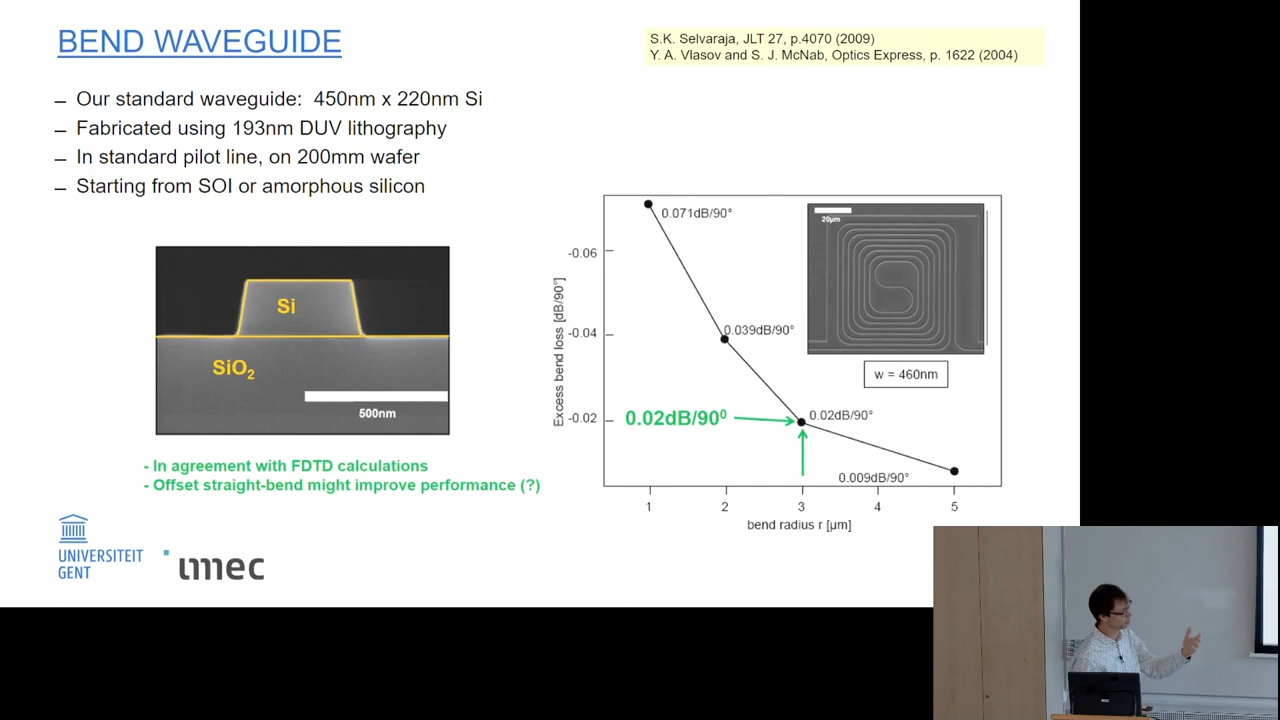 BEND WAVEGUIDE
S.K. Selvaraja, JLT 27, p.4070 (2009)
Y. A. Vlasov and S. J. McNab, Optics Express, p. 1622 (2004)
– Our standard waveguide: 450nm x 220nm Si
– Fabricated using 193nm DUV lithography
– In standard pilot line, on 200mm wafer
– Starting from SOI or amorphous silicon
Si
SiO2
500nm
- In agreement with FDTD calculations
- Offset straight-bend might improve performance (?)
Excess bend loss [dB/90°]
-0.06
-0.04
-0.02
0.071dB/90°
0.039dB/90°
0.02dB/90⁰
0.02dB/90°
0.009dB/90°
20µm
w = 460nm
1 2 3 4 5
bend radius r [µm]
UNIVERSITEIT
GENT
imec